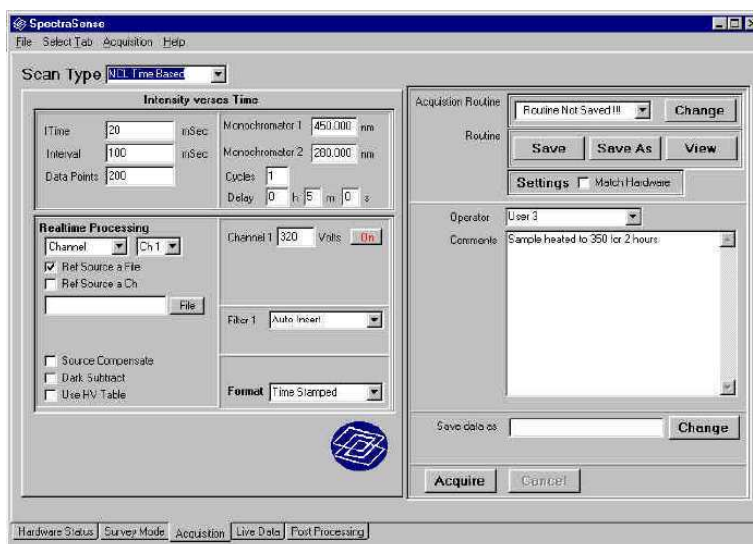 SpectraSense
File Select Tab Acquisition Help
Scan Type NCL Time Based
Intensity verses Time
ITime 20 mSec
Interval 100 mSec
Data Points 200
Monochromator 1 450.000 nm
Monochromator 2 200.000 nm
Cycles 1
Delay 0 h 5 m 0 s
Realtime Processing
Channel Ch 1
Ref Source a File
Ref Source a Ch
File
Source Compensate
Dark Subtract
Use HV Table
Channel 1 320 Volts On
Filter 1 Auto Insert
Format Time Stamped
Acquistion Routine Routine Not Saved !!! Change
Routine Save Save As View
Settings Match Hardware
Operator User 3
Comments Sample heated to 350 for 2 hours
Save data as Change
Acquire Cancel
Hardware Status Survey Mode Acquistion Live Data Post Processing